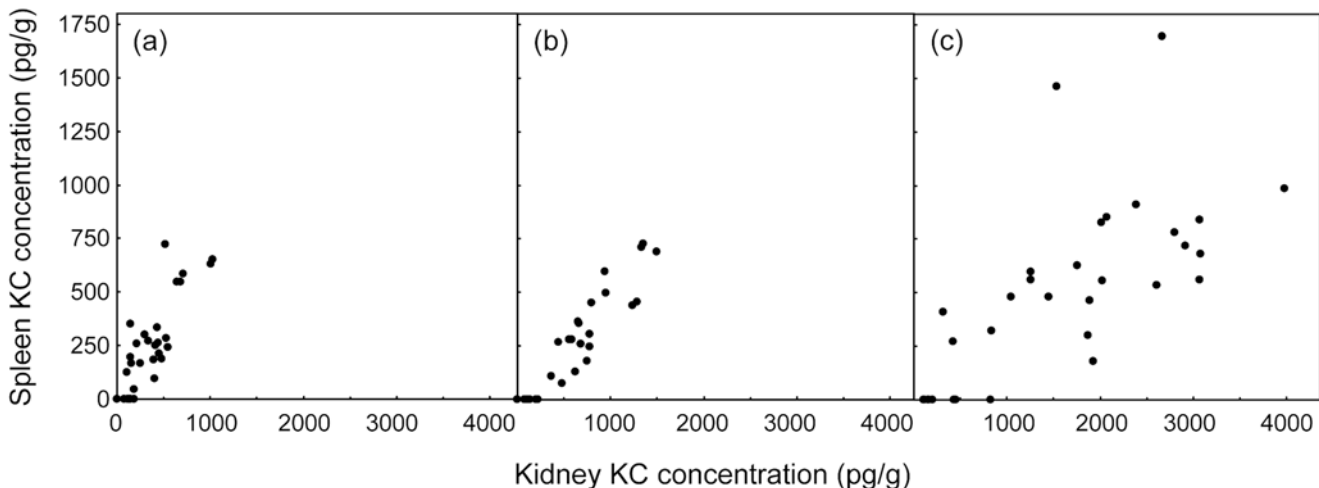 Spleen KC concentration (pg/g)
1750
1500
1250
1000
750
500
250
0
(a)
(b)
(c)
0 1000 2000 3000 4000 1000 2000 3000 4000 1000 2000 3000 4000
Kidney KC concentration (pg/g)